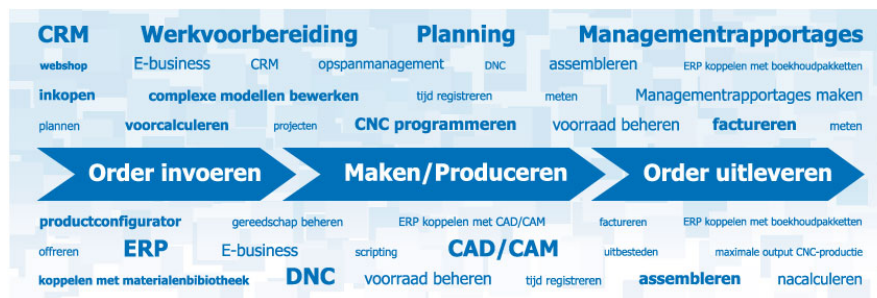 CRM Werkvoorbereiding Planning Managementrapportages
webshop E-business CRM opspanmanagement DNC assembleren ERP koppelen met boekhoudpakketten
inkopen complexe modellen bewerken tijd registreren meten Managementrapportages maken
plannen voorcalculeren projecten CNC programmeren voorraad beheren factureren meten
Order invoeren Maken/Produceren Order uitleveren
productconfigurator gereedschap beheren ERP koppelen met CAD/CAM factureren ERP koppelen met boekhoudpakketten
offreren ERP E-business scripting CAD/CAM uitbesteden maximale output CNC-productie
koppelen met materialenbibiotheek DNC voorraad beheren tijd registreren assembleren nacalculeren